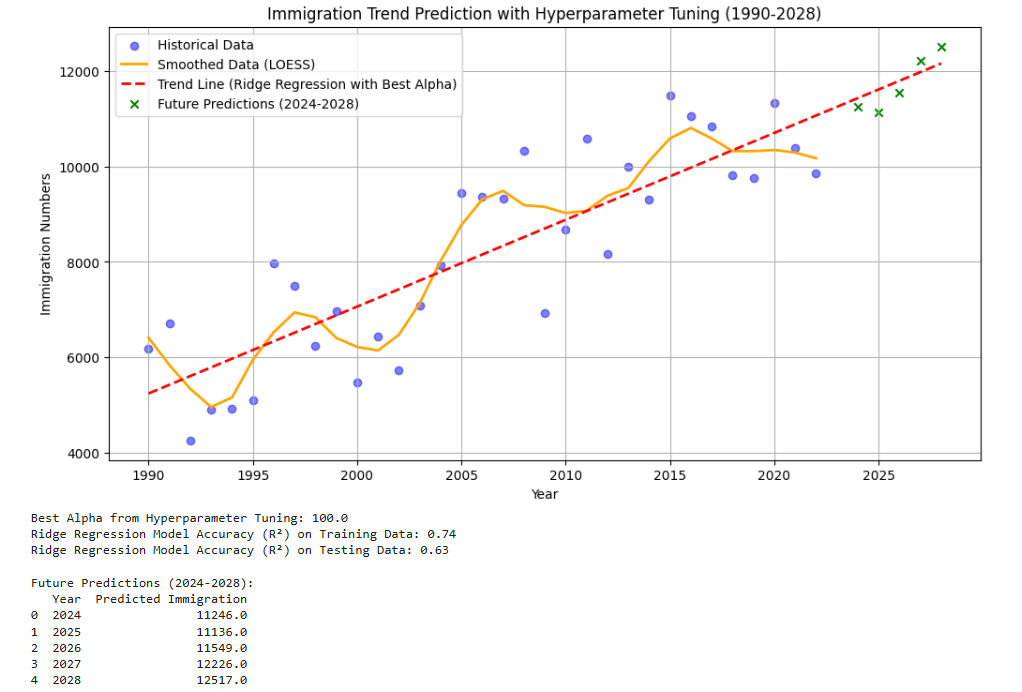 Immigration Trend Prediction with Hyperparameter Tuning (1990-2028)
Historical Data
Smoothed Data (LOESS)
Trend Line (Ridge Regression with Best Alpha)
Future Predictions (2024-2028)
12000
10000
8000
6000
4000
Immigration Numbers
1990 1995 2000 2005 2010 2015 2020 2025
Year
Best Alpha from Hyperparameter Tuning: 100.0
Ridge Regression Model Accuracy (R²) on Training Data: 0.74
Ridge Regression Model Accuracy (R²) on Testing Data: 0.63
Future Predictions (2024-2028):
Year Predicted Immigration
0 2024 11246.0
1 2025 11136.0
2 2026 11549.0
3 2027 12226.0
4 2028 12517.0